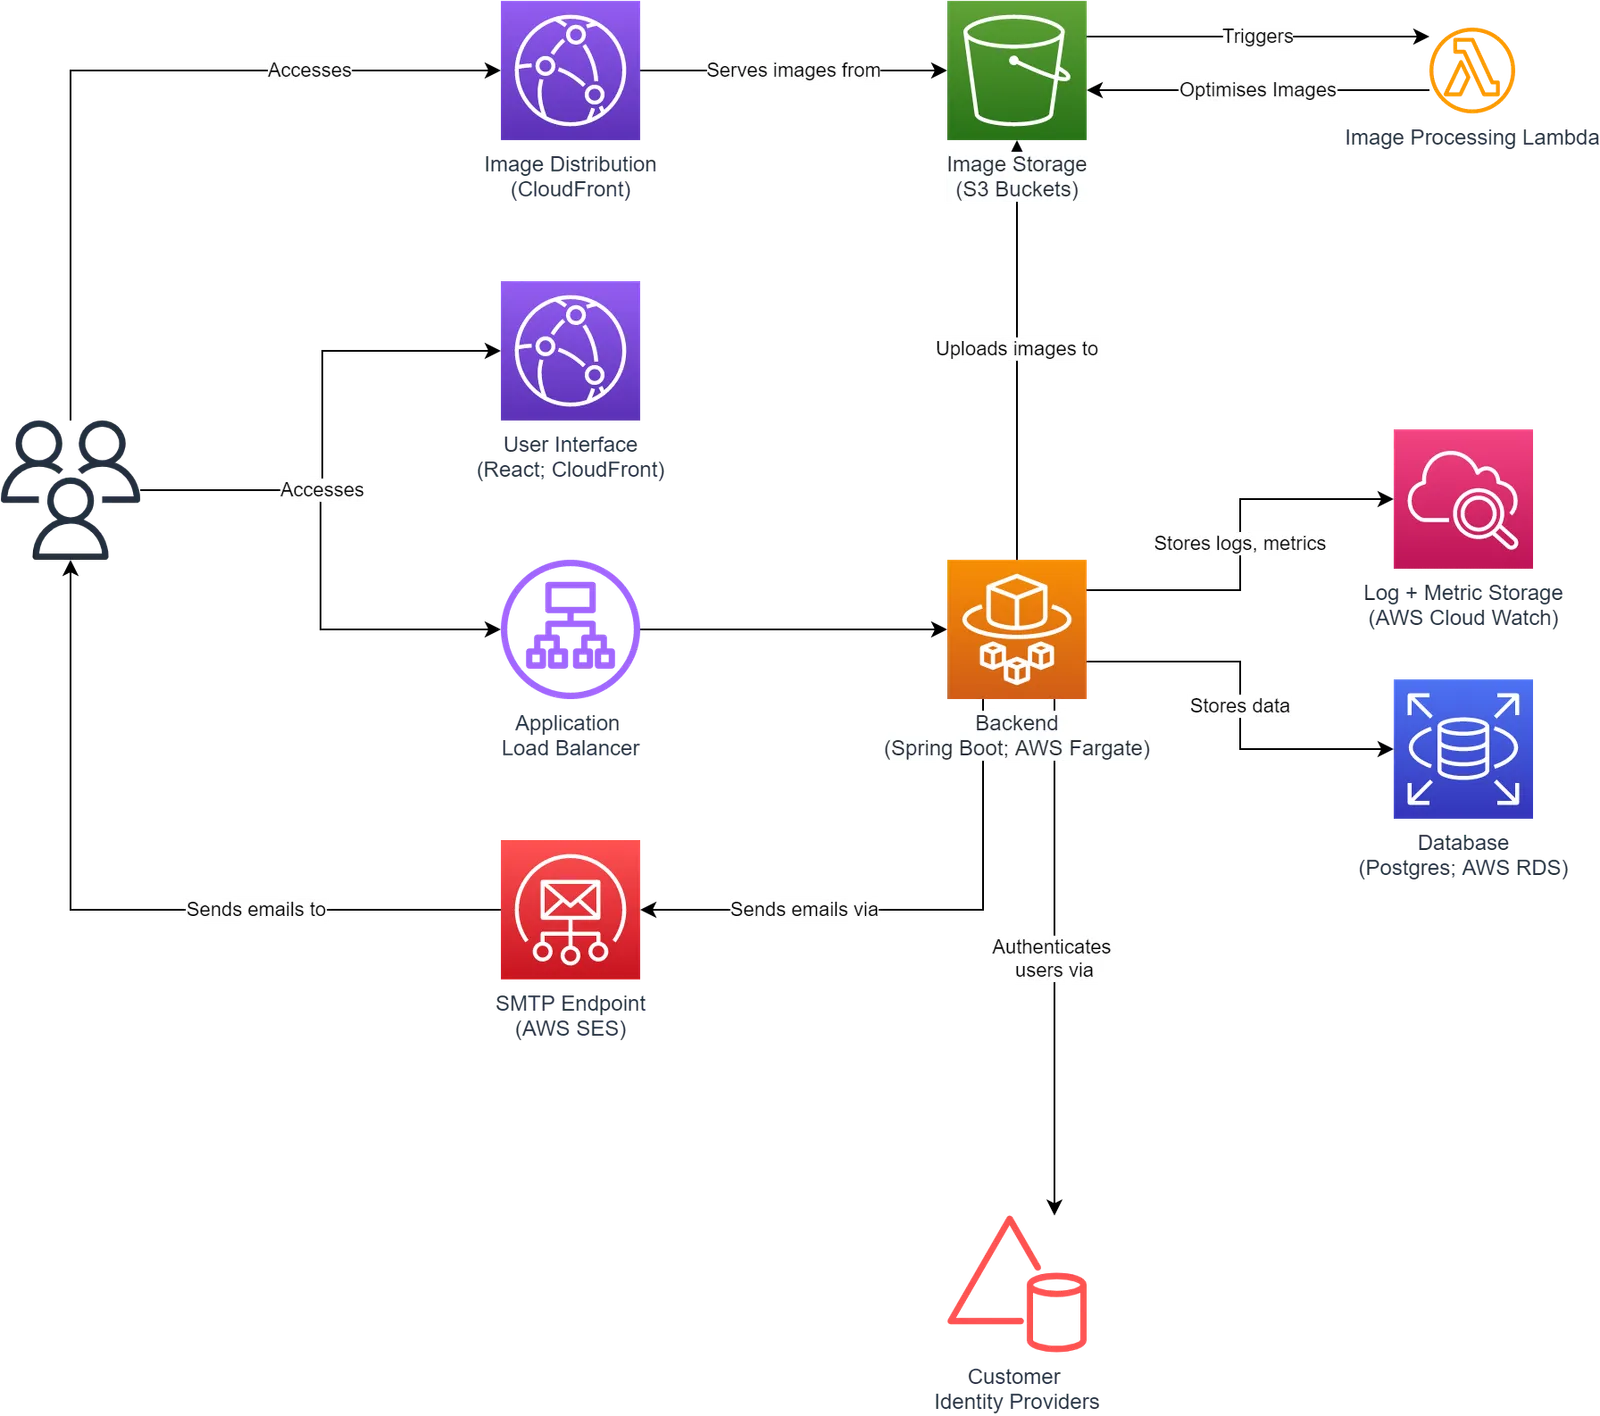 Accesses
Serves images from
Triggers
Optimises Images
Image Processing Lambda
Image Distribution
(CloudFront)
Image Storage
(S3 Buckets)
Uploads images to
User Interface
(React; CloudFront)
Accesses
Stores logs, metrics
Log + Metric Storage
(AWS Cloud Watch)
Application
Load Balancer
Backend
(Spring Boot; AWS Fargate)
Stores data
Database
(Postgres; AWS RDS)
Sends emails to
Sends emails via
Authenticates
users via
SMTP Endpoint
(AWS SES)
Customer
Identity Providers